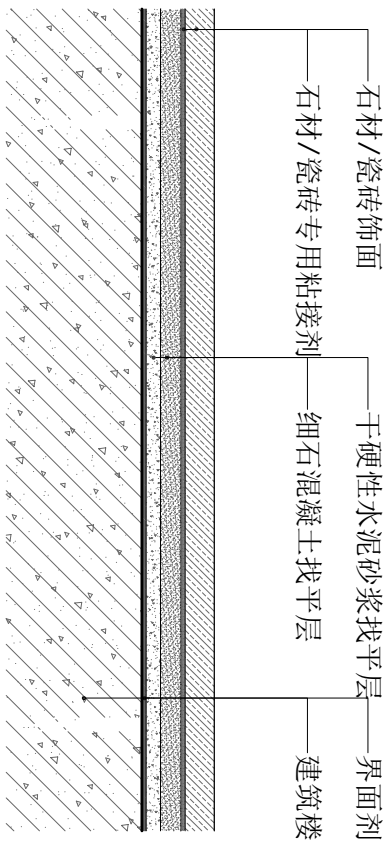 石材/瓷砖饰面
石材/瓷砖专用粘接剂
干硬性水泥砂浆找平层
细石混凝土找平层
界面剂
建筑楼